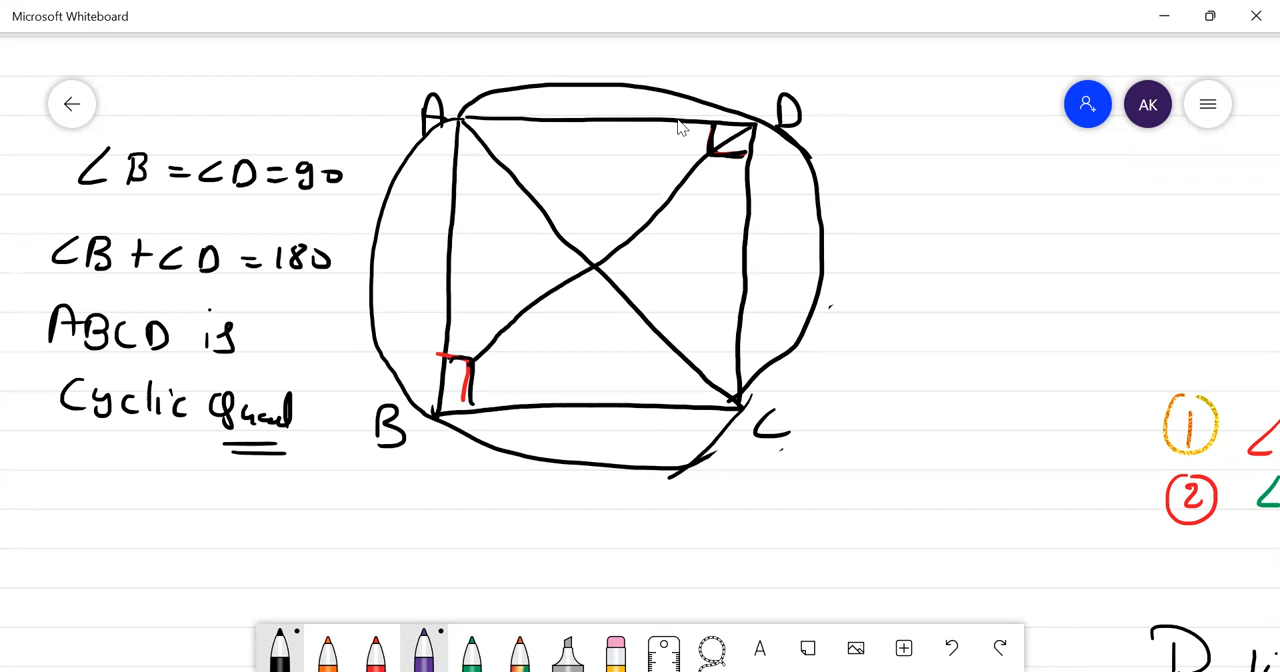 Microsoft Whiteboard
AK
A
D
∠B = ∠D = 90
∠B + ∠D = 180
ABCD is
Cyclic Quad
B
C
① ∠
② ∠
A